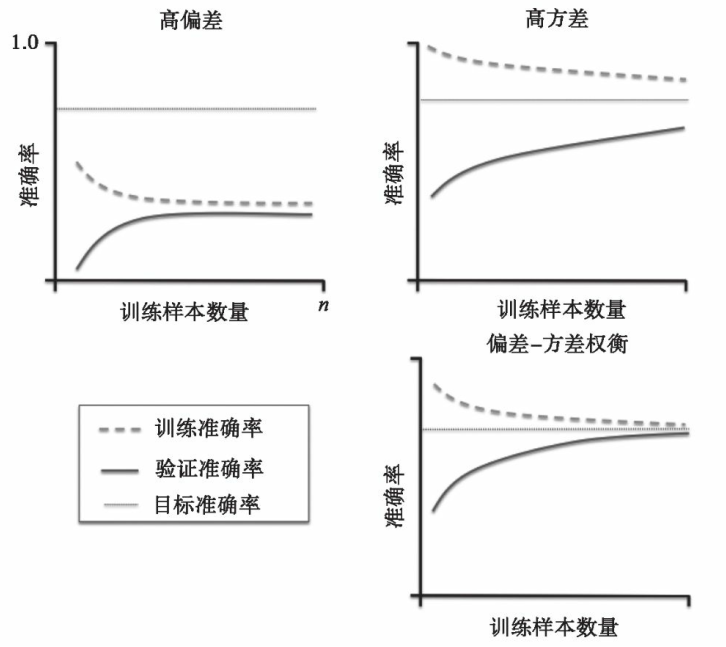 高偏差
1.0
准确率
训练样本数量
n
高方差
准确率
训练样本数量
偏差–方差权衡
准确率
训练样本数量
训练准确率
验证准确率
目标准确率